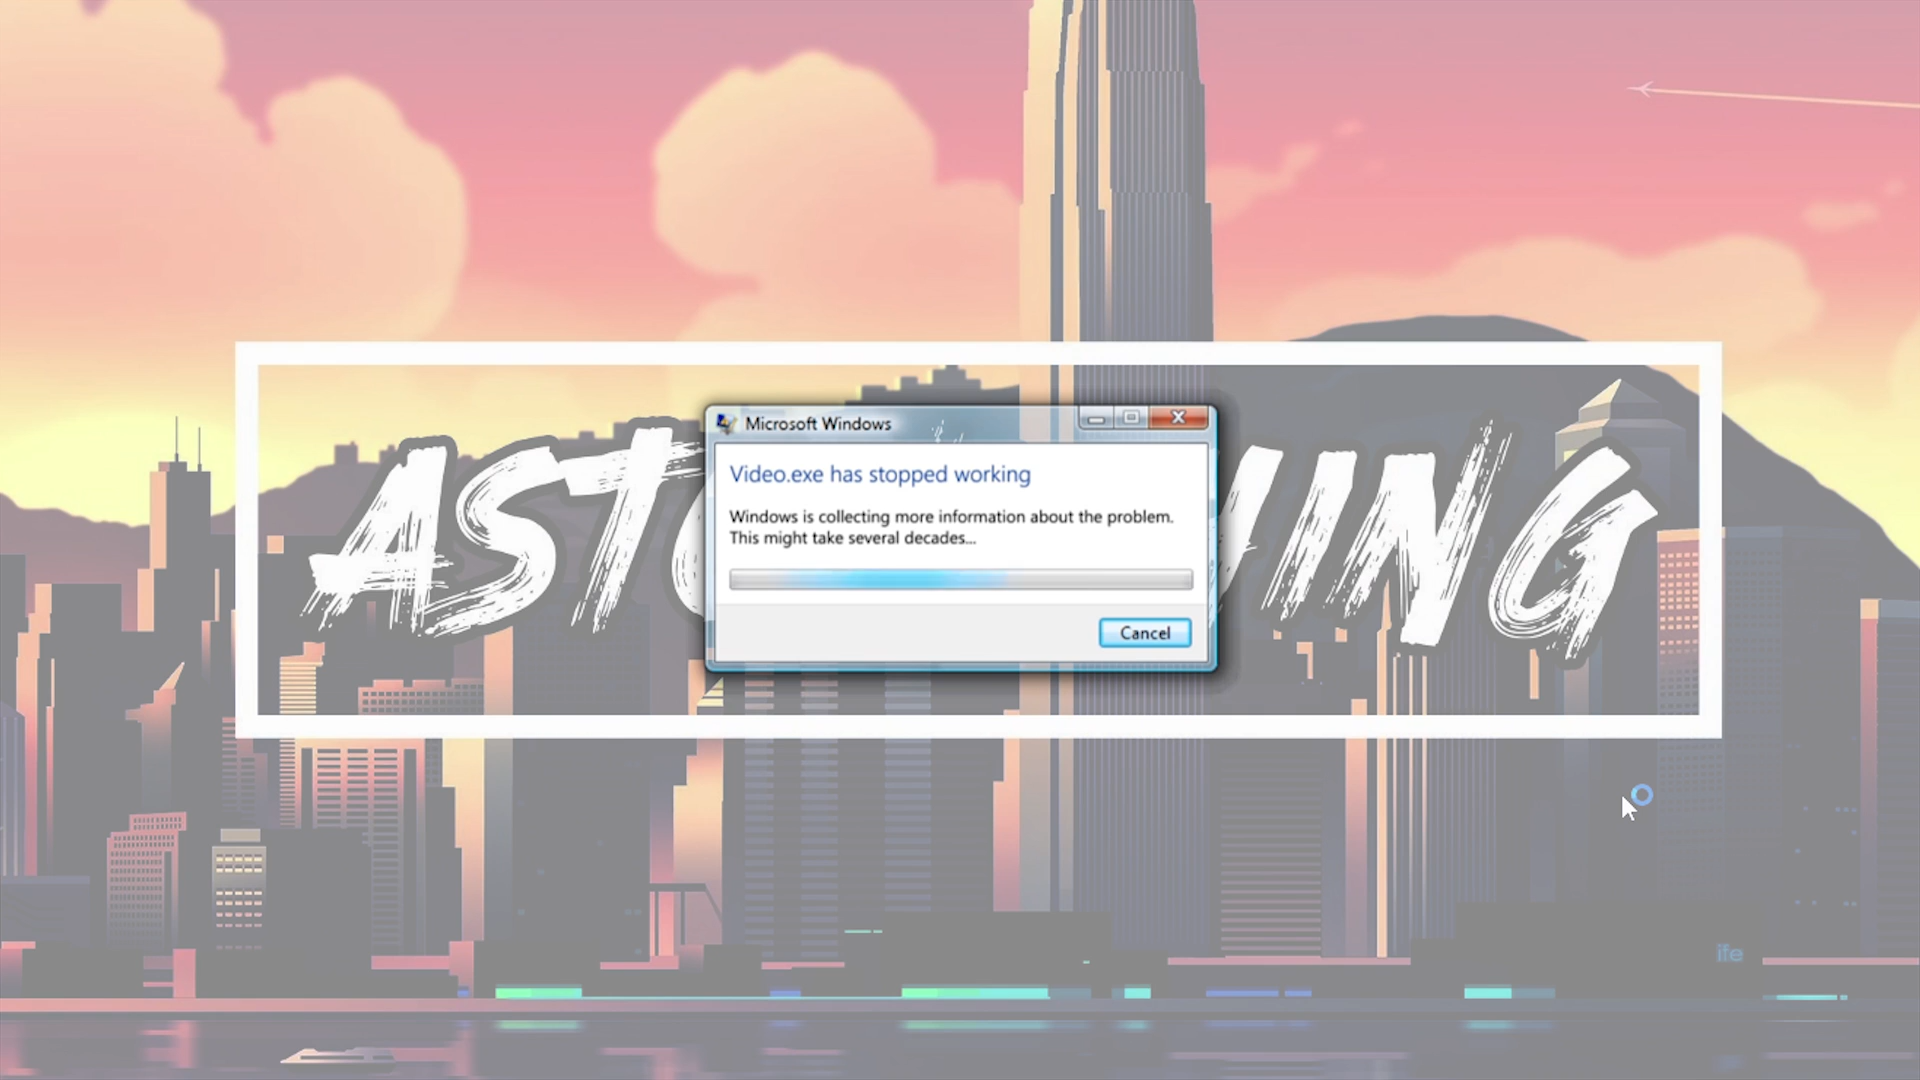 Microsoft Windows
Video.exe has stopped working
Windows is collecting more information about the problem.
This might take several decades...
Cancel
ife